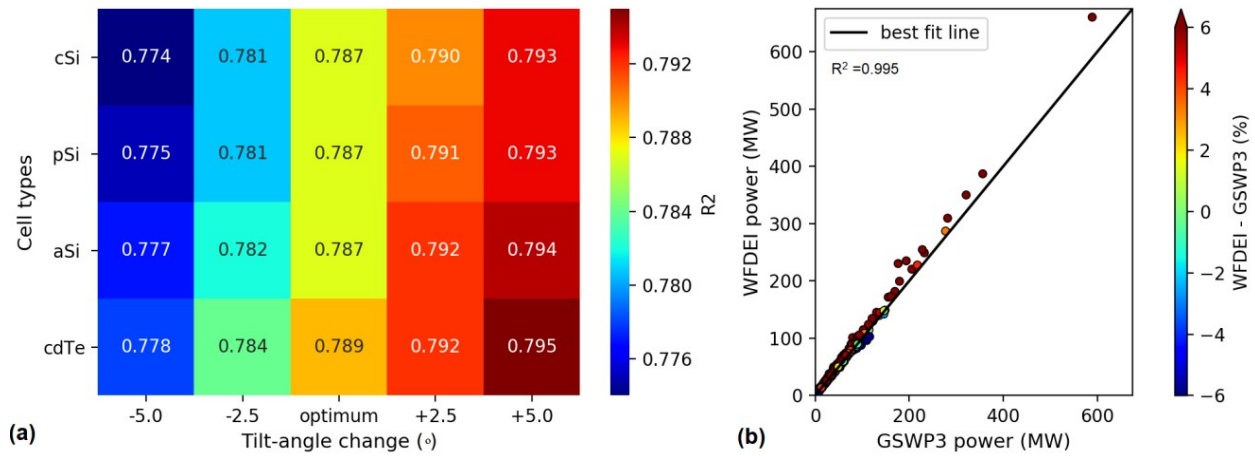 cSi 0.774 0.781 0.787 0.790 0.793
pSi 0.775 0.781 0.787 0.791 0.793
aSi 0.777 0.782 0.787 0.792 0.794
cdTe 0.778 0.784 0.789 0.792 0.795
Cell types
-5.0 -2.5 optimum +2.5 +5.0
Tilt-angle change (°)
(a)
0.792
0.788
0.784
0.780
0.776
R2
best fit line
R² =0.995
600
500
400
300
200
100
0
WFDEI power (MW)
0 200 400 600
GSWP3 power (MW)
(b)
6
4
2
0
−2
−4
−6
WFDEI - GSWP3 (%)